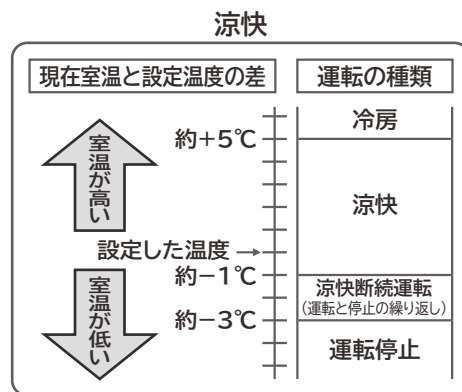 涼快
現在室温と設定温度の差
運転の種類
室温が高い
約+5℃
設定した温度→
約−1℃
約−3℃
室温が低い
冷房
涼快
涼快断続運転
(運転と停止の繰り返し)
運転停止